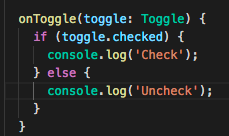 onToggle(toggle: Toggle) {
if (toggle.checked) {
console.log('Check');
} else {
console.log('Uncheck');
}
}